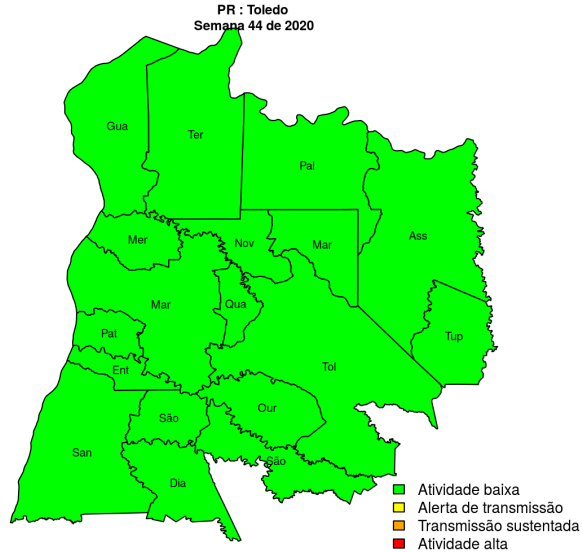 PR : Toledo
Semana 44 de 2020
Gua
Ter
Pal
Mer
Nov
Mar
Ass
Mar
Qua
Pat
Tup
Ent
Tol
São
Our
San
São
Dia
Atividade baixa
Alerta de transmissão
Transmissão sustentada
Atividade alta